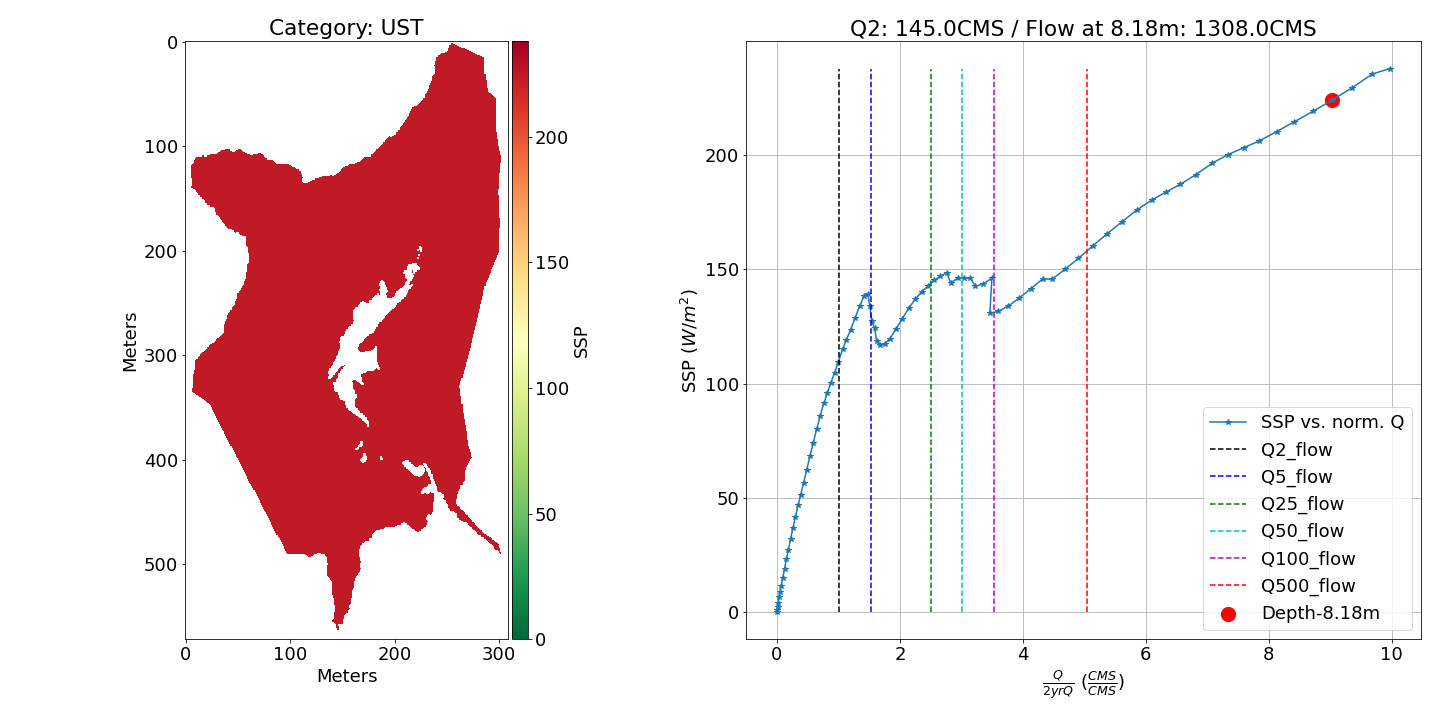 Category: UST
0
100
200
300
400
500
Meters
0
100
200
300
Meters
200
150
100
50
0
SSP
Q2: 145.0CMS / Flow at 8.18m: 1308.0CMS
200
150
100
50
0
SSP (W/m²)
0
2
4
6
8
10
Q/2yrQ (CMS/CMS)
SSP vs. norm. Q
Q2_flow
Q5_flow
Q25_flow
Q50_flow
Q100_flow
Q500_flow
Depth-8.18m